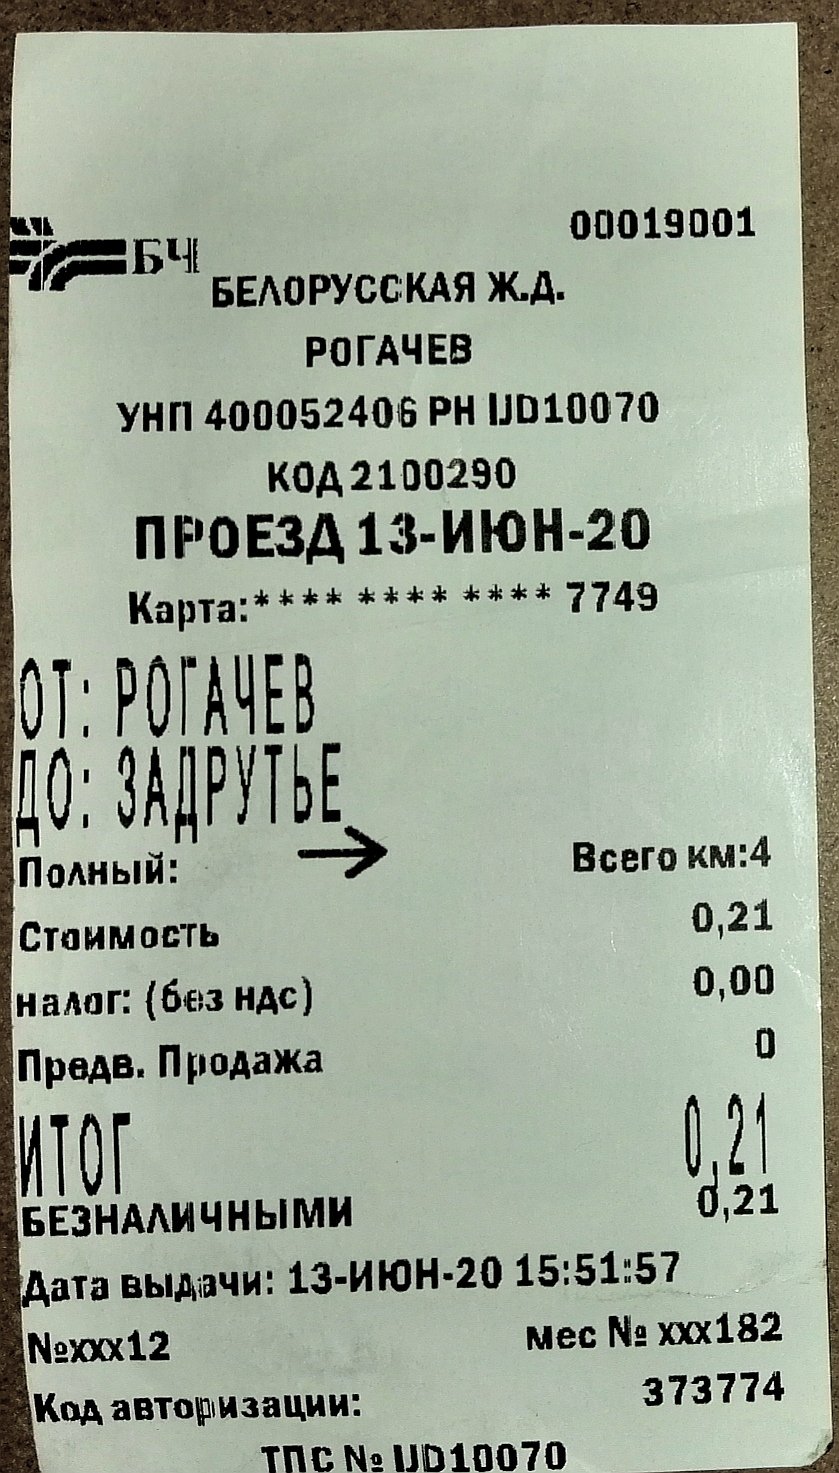 00019001
БЧ
БЕЛОРУССКАЯ Ж.Д.
РОГАЧЕВ
УНП 400052406 РН IJD10070
КОД 2100290
ПРОЕЗД 13-ИЮН-20
Карта:**** **** **** 7749
ОТ: РОГАЧЕВ
ДО: ЗАДРУТЬЕ
Полный: → Всего км:4
Стоимость 0,21
налог: (без ндс) 0,00
Предв. Продажа 0
ИТОГ 0,21
БЕЗНАЛИЧНЫМИ 0,21
Дата выдачи: 13-ИЮН-20 15:51:57
№xxx12 мес № xxx182
Код авторизации: 373774
ТПС № IJD10070